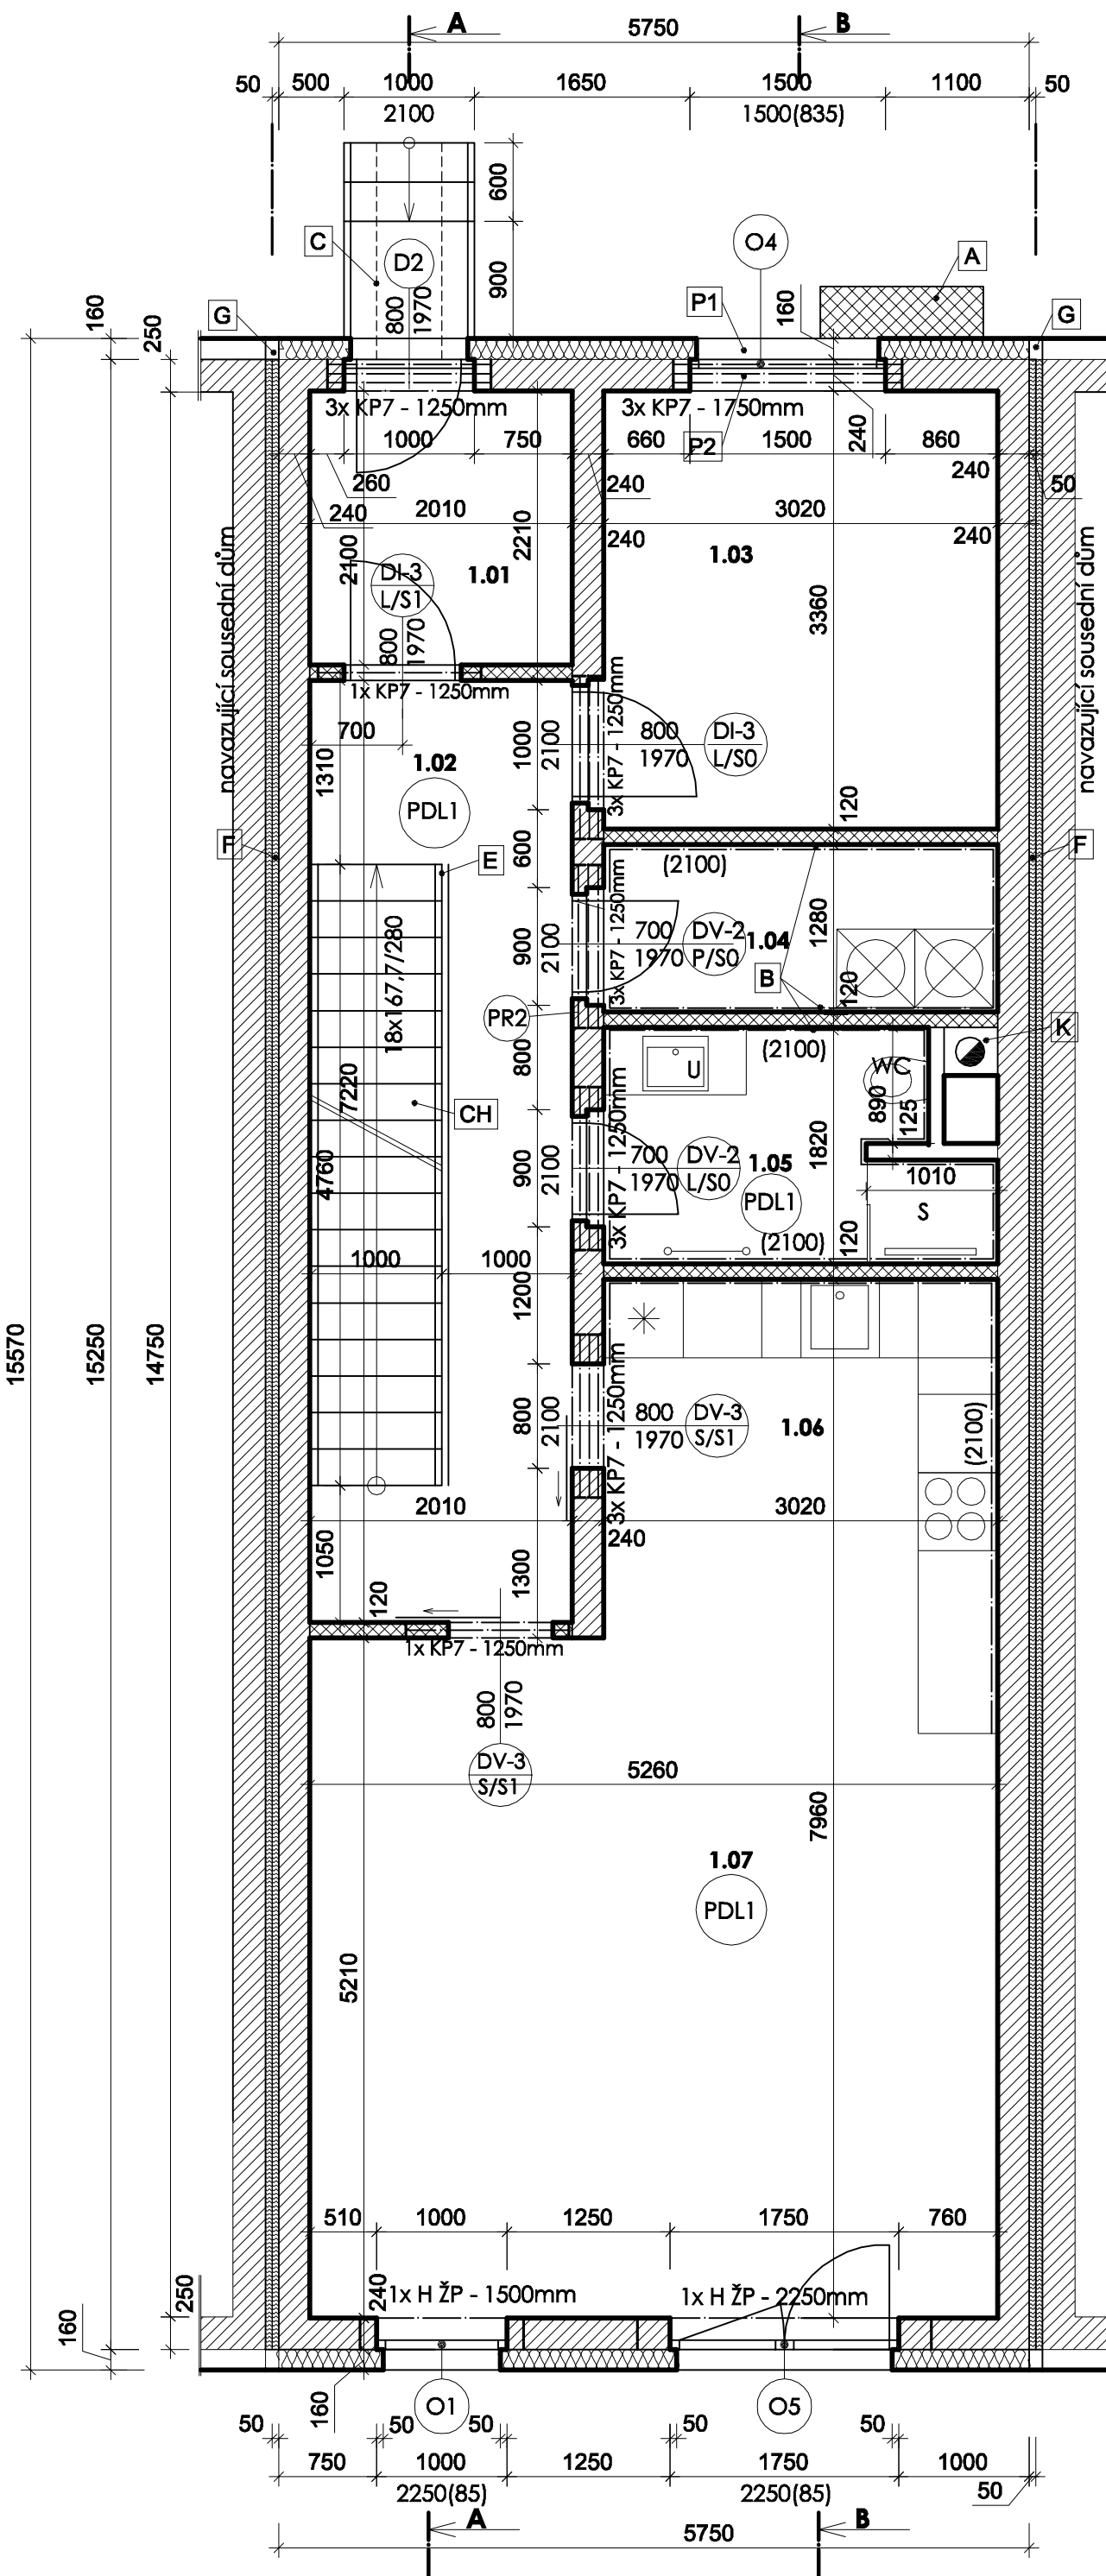 A
B
5750
50
500
1000
1650
1500
1100
50
2100
1500(835)
600
C
D2
O4
A
900
800
1970
P1
160
G
G
160
250
3x KP7 - 1250mm
3x KP7 - 1750mm
P2
240
1000
750
660
1500
860
260
240
240
50
240
2010
3020
240
240
2210
2100
DI-3
L/S1
1.01
1.03
navazující sousední dům
navazující sousední dům
3360
800
1970
1x KP7 - 1250mm
3x KP7 - 1250mm
700
1.02
1000
2100
800
1970
DI-3
L/S0
1310
PDL1
120
F
F
E
600
(2100)
3x KP7 - 1250mm
18x167,7/280
900
2100
700
1970
DV-2
P/S0
1.04
1280
B
120
PR2
K
800
(2100)
U
WC
7220
CH
890
125
3x KP7 - 1250mm
1820
4760
900
2100
700
1970
DV-2
L/S0
1.05
1010
PDL1
S
(2100)
120
1000
1000
1200
15570
15250
14750
3x KP7 - 1250mm
800
2100
800
1970
DV-3
S/S1
1.06
(2100)
2010
3020
240
1050
1300
120
1x KP7 - 1250mm
800
1970
DV-3
S/S1
5260
7960
1.07
PDL1
5210
510
1000
1250
1750
760
250
240
1x H ŽP - 1500mm
1x H ŽP - 2250mm
160
160
O1
O5
50
50
50
50
50
750
1000
1250
1750
1000
2250(85)
2250(85)
50
A
B
5750